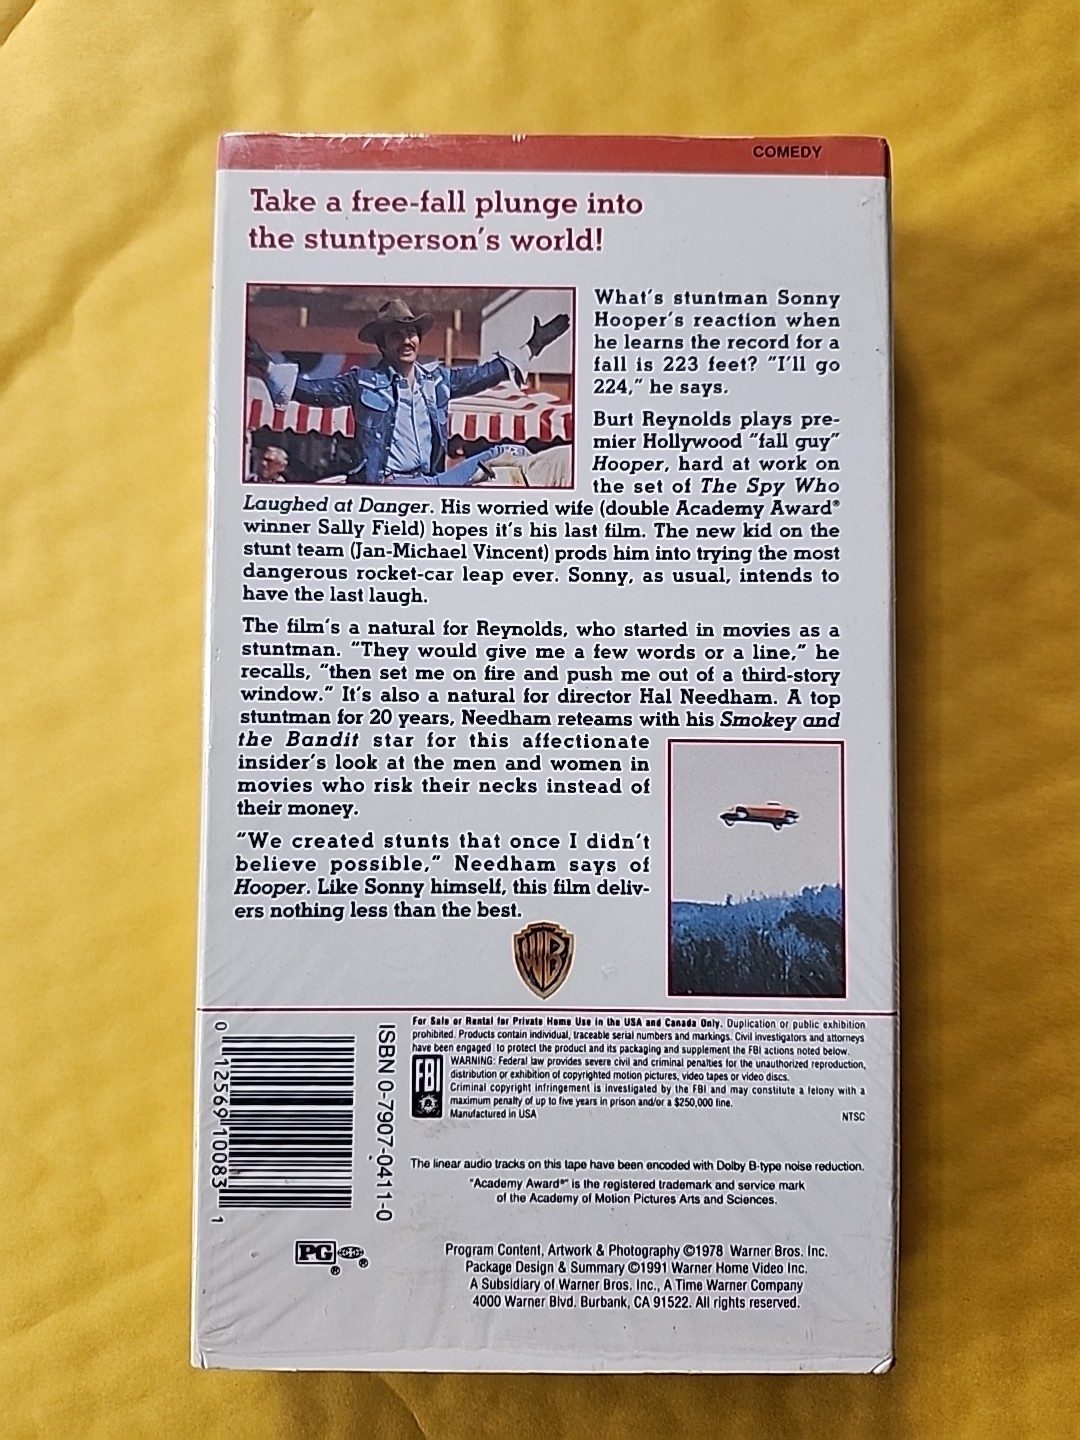 COMEDY
Take a free-fall plunge into
the stuntperson's world!
What's stuntman Sonny
Hooper's reaction when
he learns the record for a
fall is 223 feet? "I'll go
224," he says.
Burt Reynolds plays pre-
mier Hollywood "fall guy"
Hooper, hard at work on
the set of The Spy Who
Laughed at Danger. His worried wife (double Academy Award®
winner Sally Field) hopes it's his last film. The new kid on the
stunt team (Jan-Michael Vincent) prods him into trying the most
dangerous rocket-car leap ever. Sonny, as usual, intends to
have the last laugh.
The film's a natural for Reynolds, who started in movies as a
stuntman. "They would give me a few words or a line," he
recalls, "then set me on fire and push me out of a third-story
window." It's also a natural for director Hal Needham. A top
stuntman for 20 years, Needham reteams with his Smokey and
the Bandit star for this affectionate
insider's look at the men and women in
movies who risk their necks instead of
their money.
"We created stunts that once I didn't
believe possible," Needham says of
Hooper. Like Sonny himself, this film deliv-
ers nothing less than the best.
WB
For Sale or Rental for Private Home Use in the USA and Canada Only. Duplication or public exhibition
prohibited. Products contain individual, traceable serial numbers and markings. Civil investigators and attorneys
have been engaged to protect the product and its packaging and supplement the FBI actions noted below.
FBI
WARNING: Federal law provides severe civil and criminal penalties for the unauthorized reproduction,
distribution or exhibition of copyrighted motion pictures, video tapes or video discs.
Criminal copyright infringement is investigated by the FBI and may constitute a felony with a
maximum penalty of up to five years in prison and/or a $250,000 fine.
Manufactured in USA
NTSC
0 12569 10083 1
ISBN 0-7907-0411-0
The linear audio tracks on this tape have been encoded with Dolby B-type noise reduction.
"Academy Award®" is the registered trademark and service mark
of the Academy of Motion Pictures Arts and Sciences.
PG ® ®
Program Content, Artwork & Photography ©1978 Warner Bros. Inc.
Package Design & Summary ©1991 Warner Home Video Inc.
A Subsidiary of Warner Bros. Inc., A Time Warner Company
4000 Warner Blvd. Burbank, CA 91522. All rights reserved.